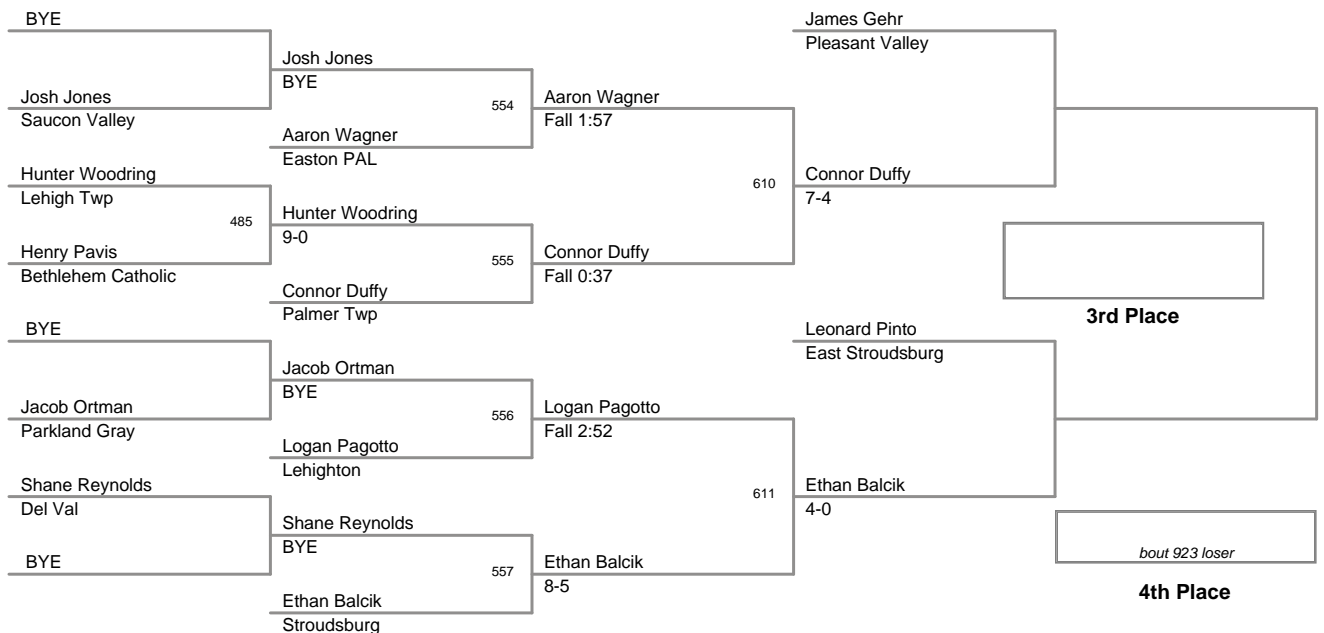 BYE
Josh Jones
Saucon Valley
Hunter Woodring
Lehigh Twp
485
Henry Pavis
Bethlehem Catholic
BYE
Jacob Ortman
Parkland Gray
Shane Reynolds
Del Val
BYE
Josh Jones
BYE
554
Aaron Wagner
Easton PAL
Hunter Woodring
9-0
555
Connor Duffy
Palmer Twp
Jacob Ortman
BYE
556
Logan Pagotto
Lehighton
Shane Reynolds
BYE
557
Ethan Balcik
Stroudsburg
Aaron Wagner
Fall 1:57
610
Connor Duffy
Fall 0:37
Logan Pagotto
Fall 2:52
611
Ethan Balcik
8-5
James Gehr
Pleasant Valley
Connor Duffy
7-4
Leonard Pinto
East Stroudsburg
Ethan Balcik
4-0
3rd Place
bout 923 loser
4th Place